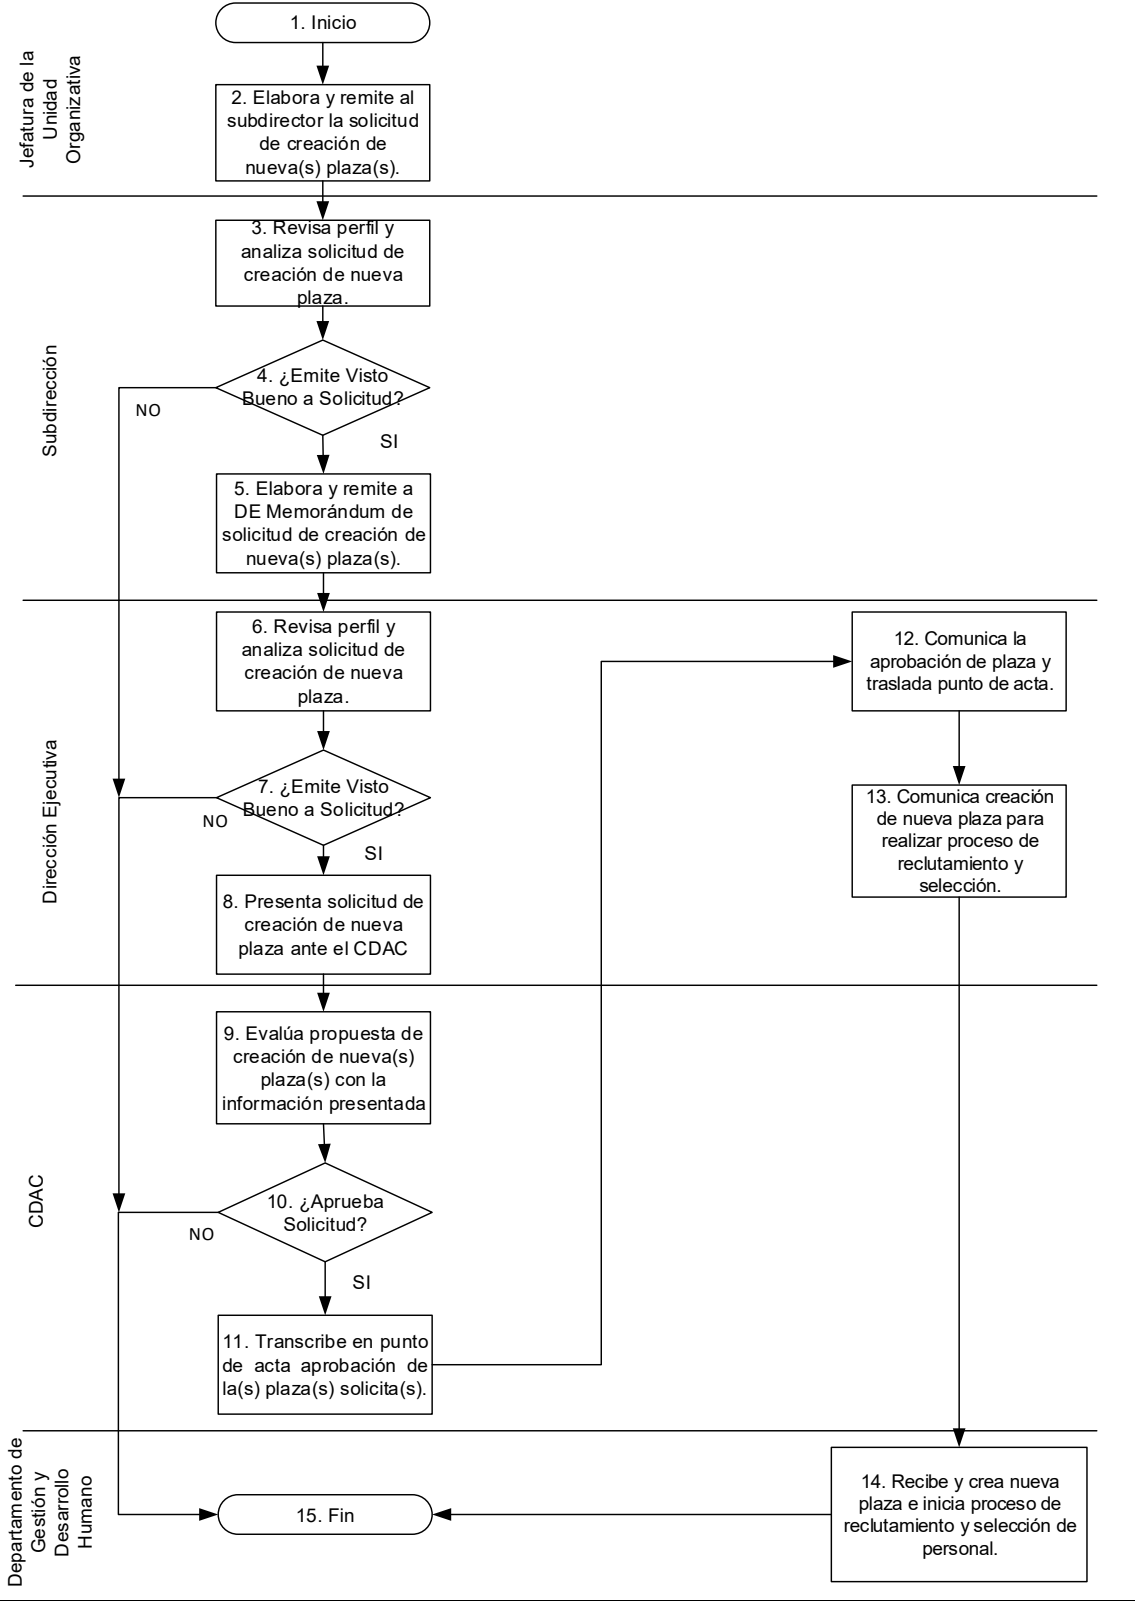 Jefatura de la
Unidad
Organizativa
1. Inicio
2. Elabora y remite al
subdirector la solicitud
de creación de
nueva(s) plaza(s).
Subdirección
3. Revisa perfil y
analiza solicitud de
creación de nueva
plaza.
4. ¿Emite Visto
Bueno a Solicitud?
NO
SI
5. Elabora y remite a
DE Memorándum de
solicitud de creación de
nueva(s) plaza(s).
Dirección Ejecutiva
6. Revisa perfil y
analiza solicitud de
creación de nueva
plaza.
7. ¿Emite Visto
Bueno a Solicitud?
NO
SI
8. Presenta solicitud de
creación de nueva
plaza ante el CDAC
12. Comunica la
aprobación de plaza y
traslada punto de acta.
13. Comunica creación
de nueva plaza para
realizar proceso de
reclutamiento y
selección.
CDAC
9. Evalúa propuesta de
creación de nueva(s)
plaza(s) con la
información presentada
10. ¿Aprueba
Solicitud?
NO
SI
11. Transcribe en punto
de acta aprobación de
la(s) plaza(s) solicita(s).
Departamento de
Gestión y
Desarrollo
Humano
15. Fin
14. Recibe y crea nueva
plaza e inicia proceso de
reclutamiento y selección de
personal.